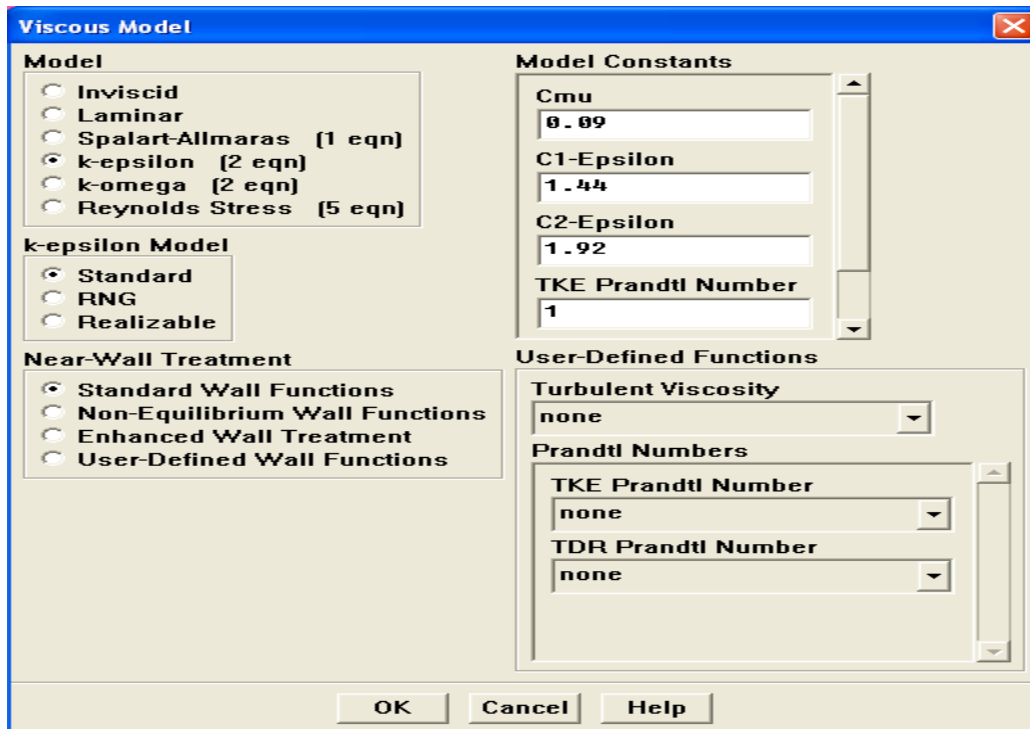 Viscous Model
Model
Inviscid
Laminar
Spalart-Allmaras (1 eqn)
k-epsilon (2 eqn)
k-omega (2 eqn)
Reynolds Stress (5 eqn)
k-epsilon Model
Standard
RNG
Realizable
Near-Wall Treatment
Standard Wall Functions
Non-Equilibrium Wall Functions
Enhanced Wall Treatment
User-Defined Wall Functions
Model Constants
Cmu
0.09
C1-Epsilon
1.44
C2-Epsilon
1.92
TKE Prandtl Number
1
User-Defined Functions
Turbulent Viscosity
none
Prandtl Numbers
TKE Prandtl Number
none
TDR Prandtl Number
none
OK Cancel Help